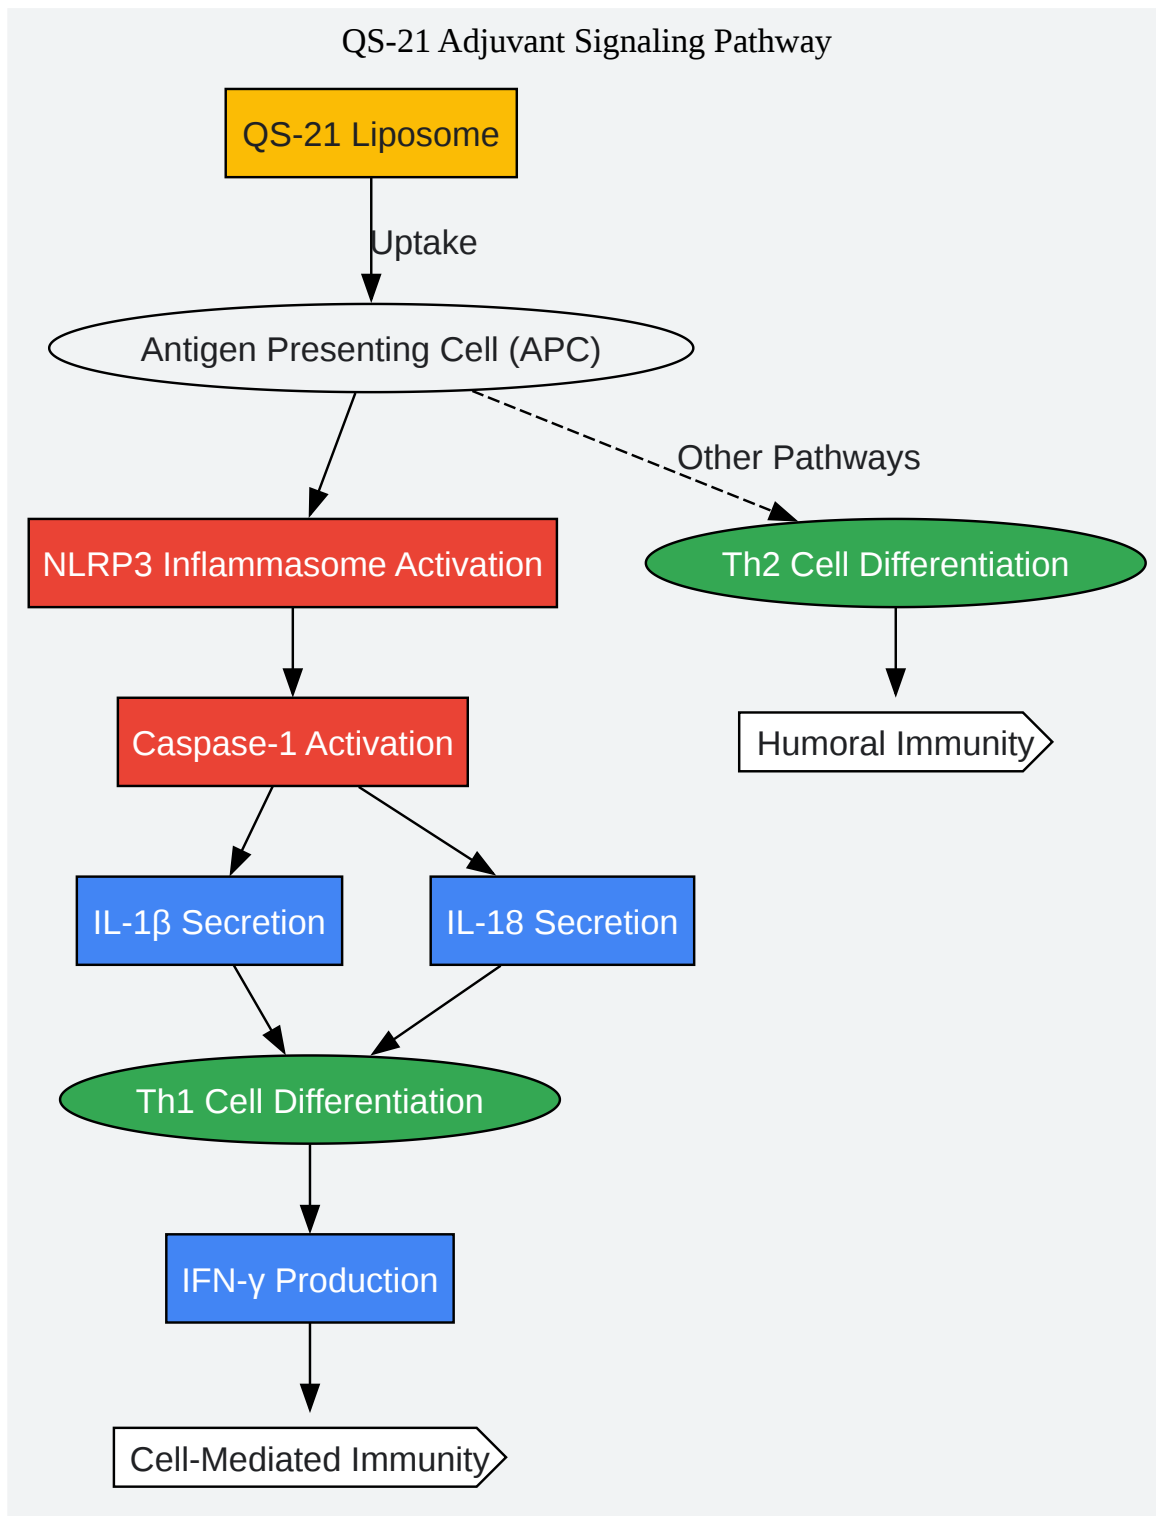 QS-21 Adjuvant Signaling Pathway
QS-21 Liposome
Uptake
Antigen Presenting Cell (APC)
Other Pathways
NLRP3 Inflammasome Activation
Th2 Cell Differentiation
Caspase-1 Activation
Humoral Immunity
IL-1β Secretion
IL-18 Secretion
Th1 Cell Differentiation
IFN-γ Production
Cell-Mediated Immunity